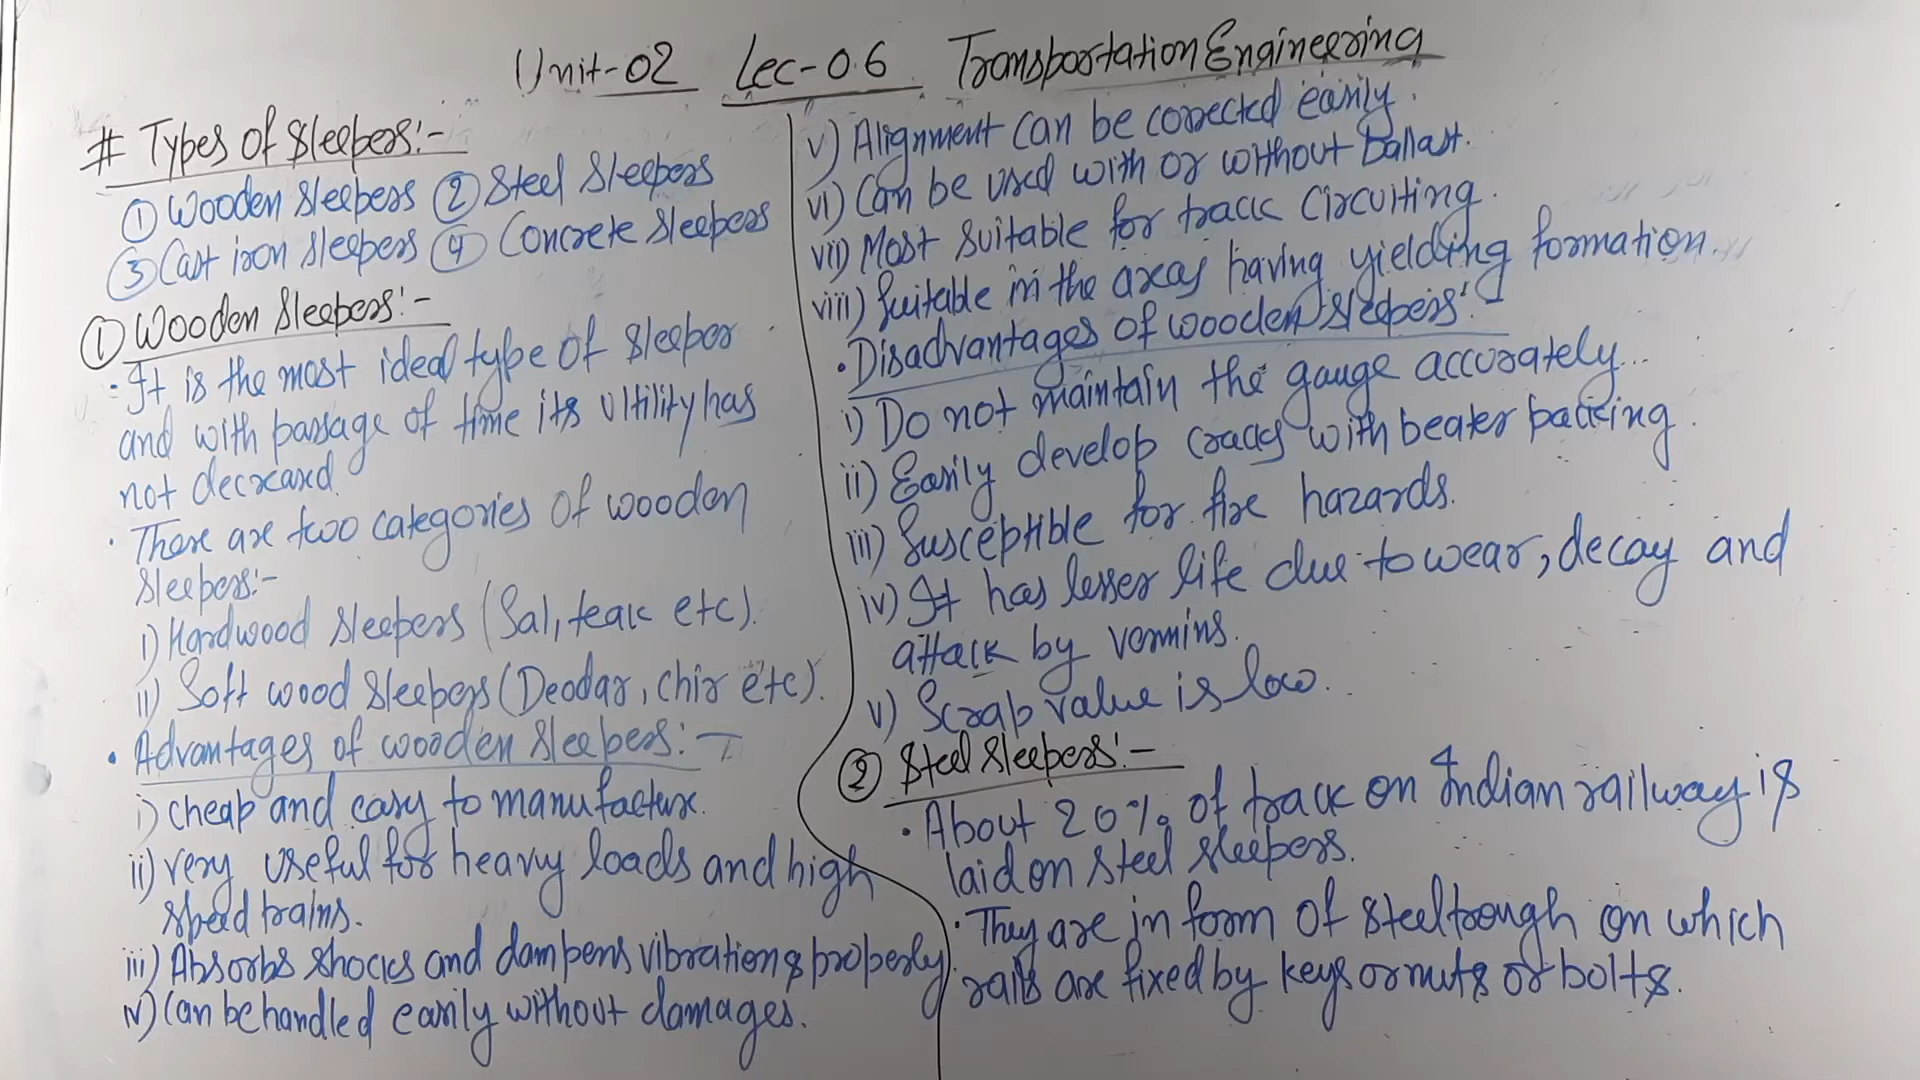 Unit-02 Lec-06 Transportation Engineering
# Types of Sleepers:-
① Wooden Sleepers ② Steel Sleepers
③ Cast iron Sleepers ④ Concrete Sleepers
① Wooden Sleepers:-
· It is the most ideal type of Sleeper
and with passage of time its Ultility has
not decreased.
· There are two categories of wooden
Sleepers:-
i) Hardwood Sleepers (Sal, teak etc).
ii) Soft wood Sleepers (Deodar, chir etc).
· Advantages of wooden Sleepers:-
i) cheap and easy to manufacture.
ii) very useful for heavy loads and high
speed trains.
iii) Absorbs shocks and dampens vibrations properly.
iv) Can be handled easily without damages.
v) Alignment can be corrected easily.
vi) Can be used with or without ballast.
vii) Most Suitable for track Circuiting.
viii) Suitable in the areas having yielding formation.
· Disadvantages of wooden Sleepers:-
i) Do not maintain the gauge accurately...
ii) Easily develop cracks with beater packing.
iii) Susceptible for fire hazards.
iv) It has lesser life due to wear, decay and
attack by vermins.
v) Scrap value is low.
② Steel Sleepers:-
· About 20% of track on Indian railway is
laid on steel sleepers.
· They are in form of steel trough on which
rails are fixed by keys or nuts or bolts.